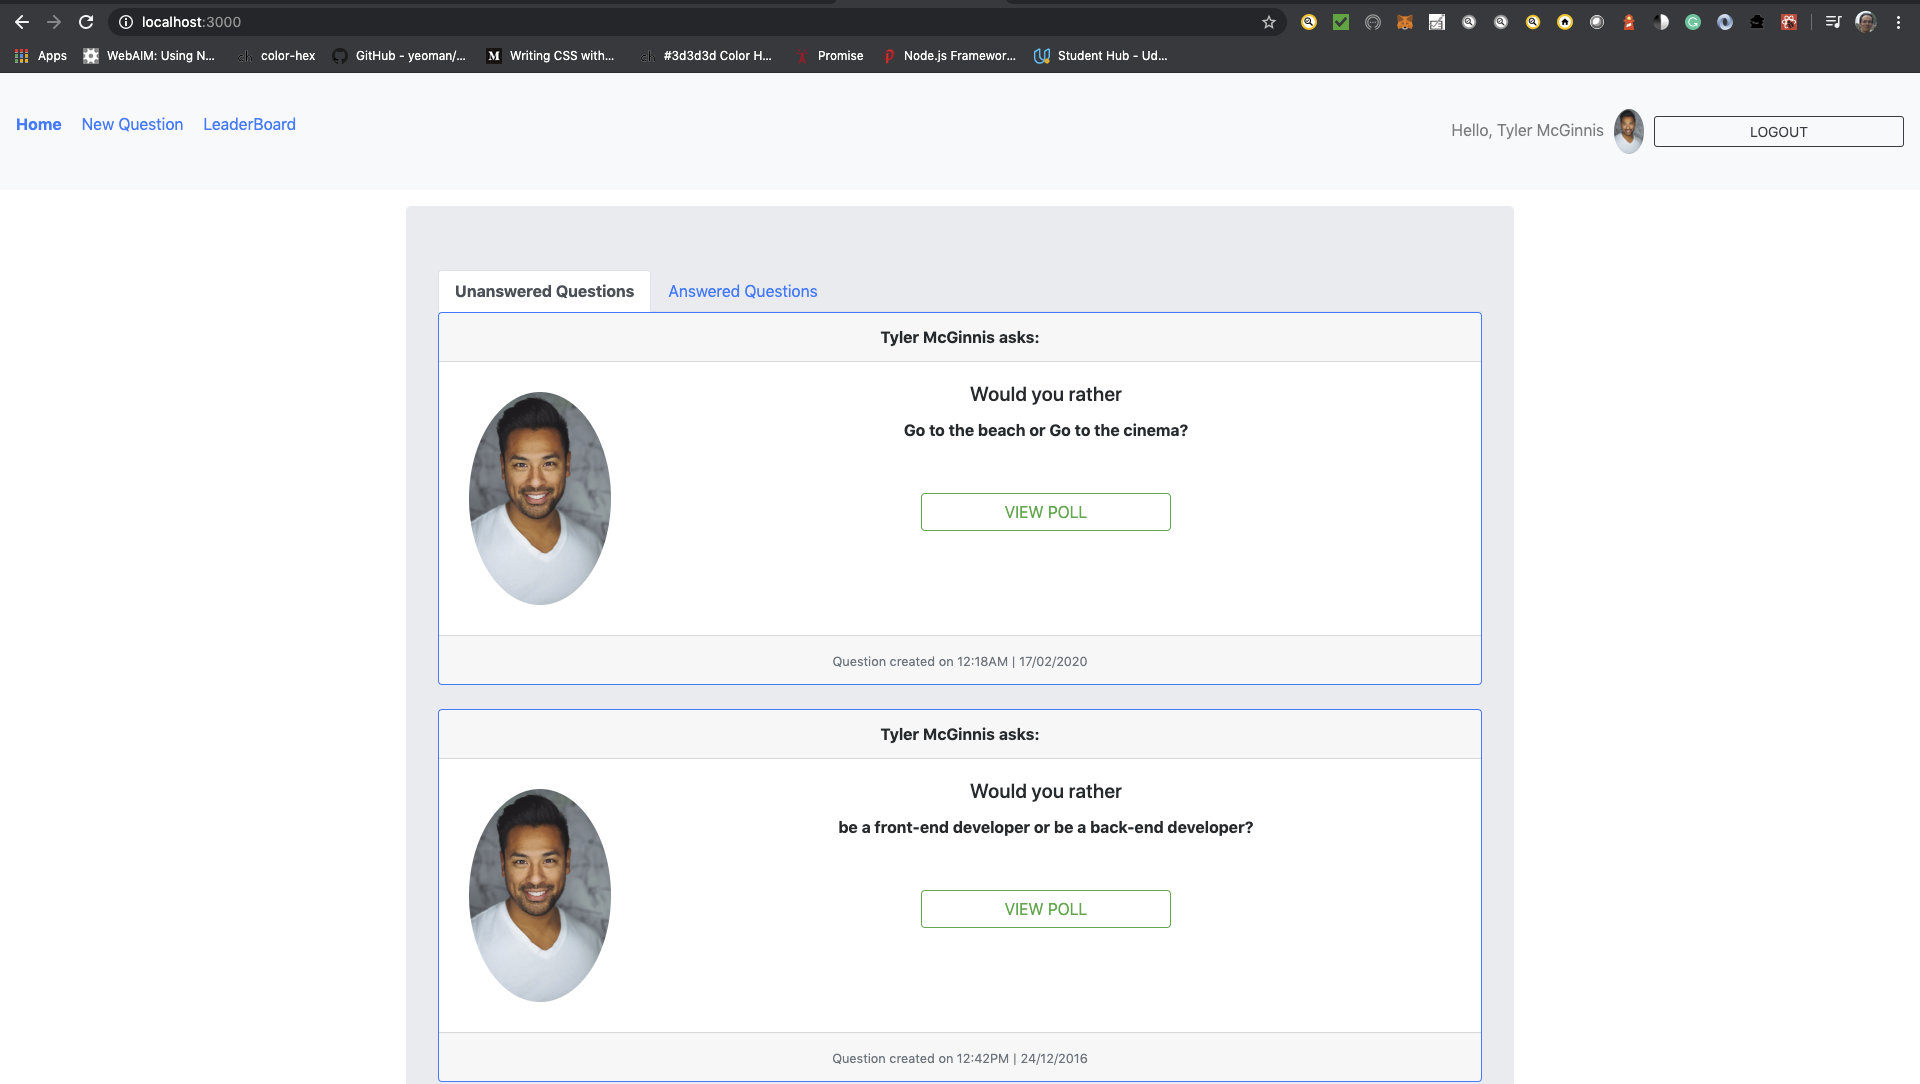 localhost:3000
Apps WebAIM: Using N... color-hex GitHub - yeoman/... Writing CSS with... #3d3d3d Color H... Promise Node.js Framewor... Student Hub - Ud...
Home New Question LeaderBoard Hello, Tyler McGinnis LOGOUT
Unanswered Questions Answered Questions
Tyler McGinnis asks:
Would you rather
Go to the beach or Go to the cinema?
VIEW POLL
Question created on 12:18AM | 17/02/2020
Tyler McGinnis asks:
Would you rather
be a front-end developer or be a back-end developer?
VIEW POLL
Question created on 12:42PM | 24/12/2016